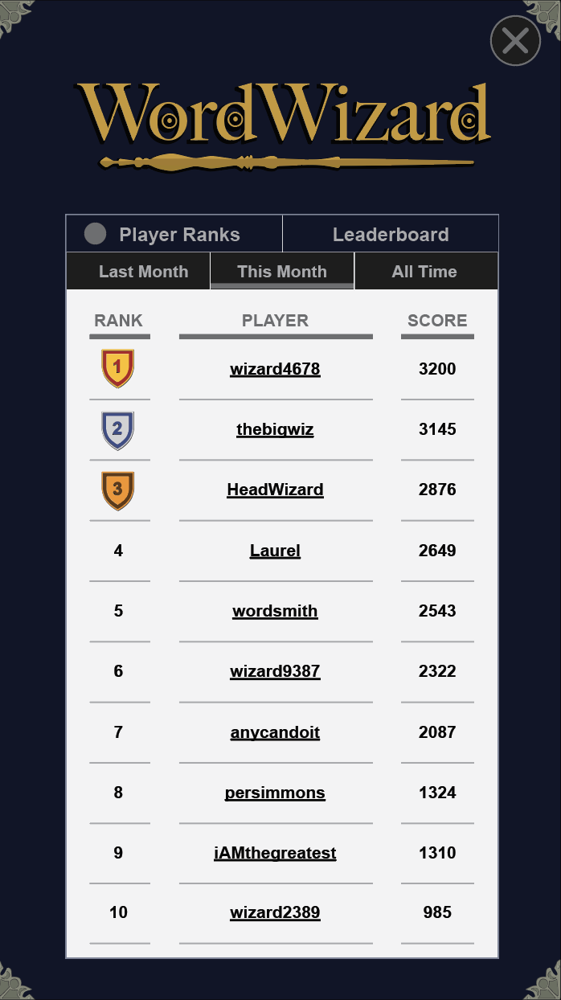 WordWizard
Player Ranks Leaderboard
Last Month This Month All Time
RANK PLAYER SCORE
1 wizard4678 3200
2 thebigwiz 3145
3 HeadWizard 2876
4 Laurel 2649
5 wordsmith 2543
6 wizard9387 2322
7 anycandoit 2087
8 persimmons 1324
9 iAMthegreatest 1310
10 wizard2389 985